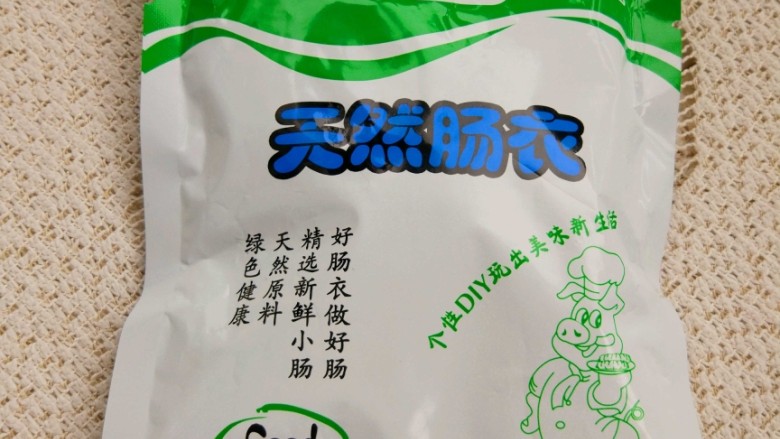 天然肠衣
好肠衣做好肠
精选新鲜小肠
天然原料
绿色健康
个性DIY玩出美味新生活
Good